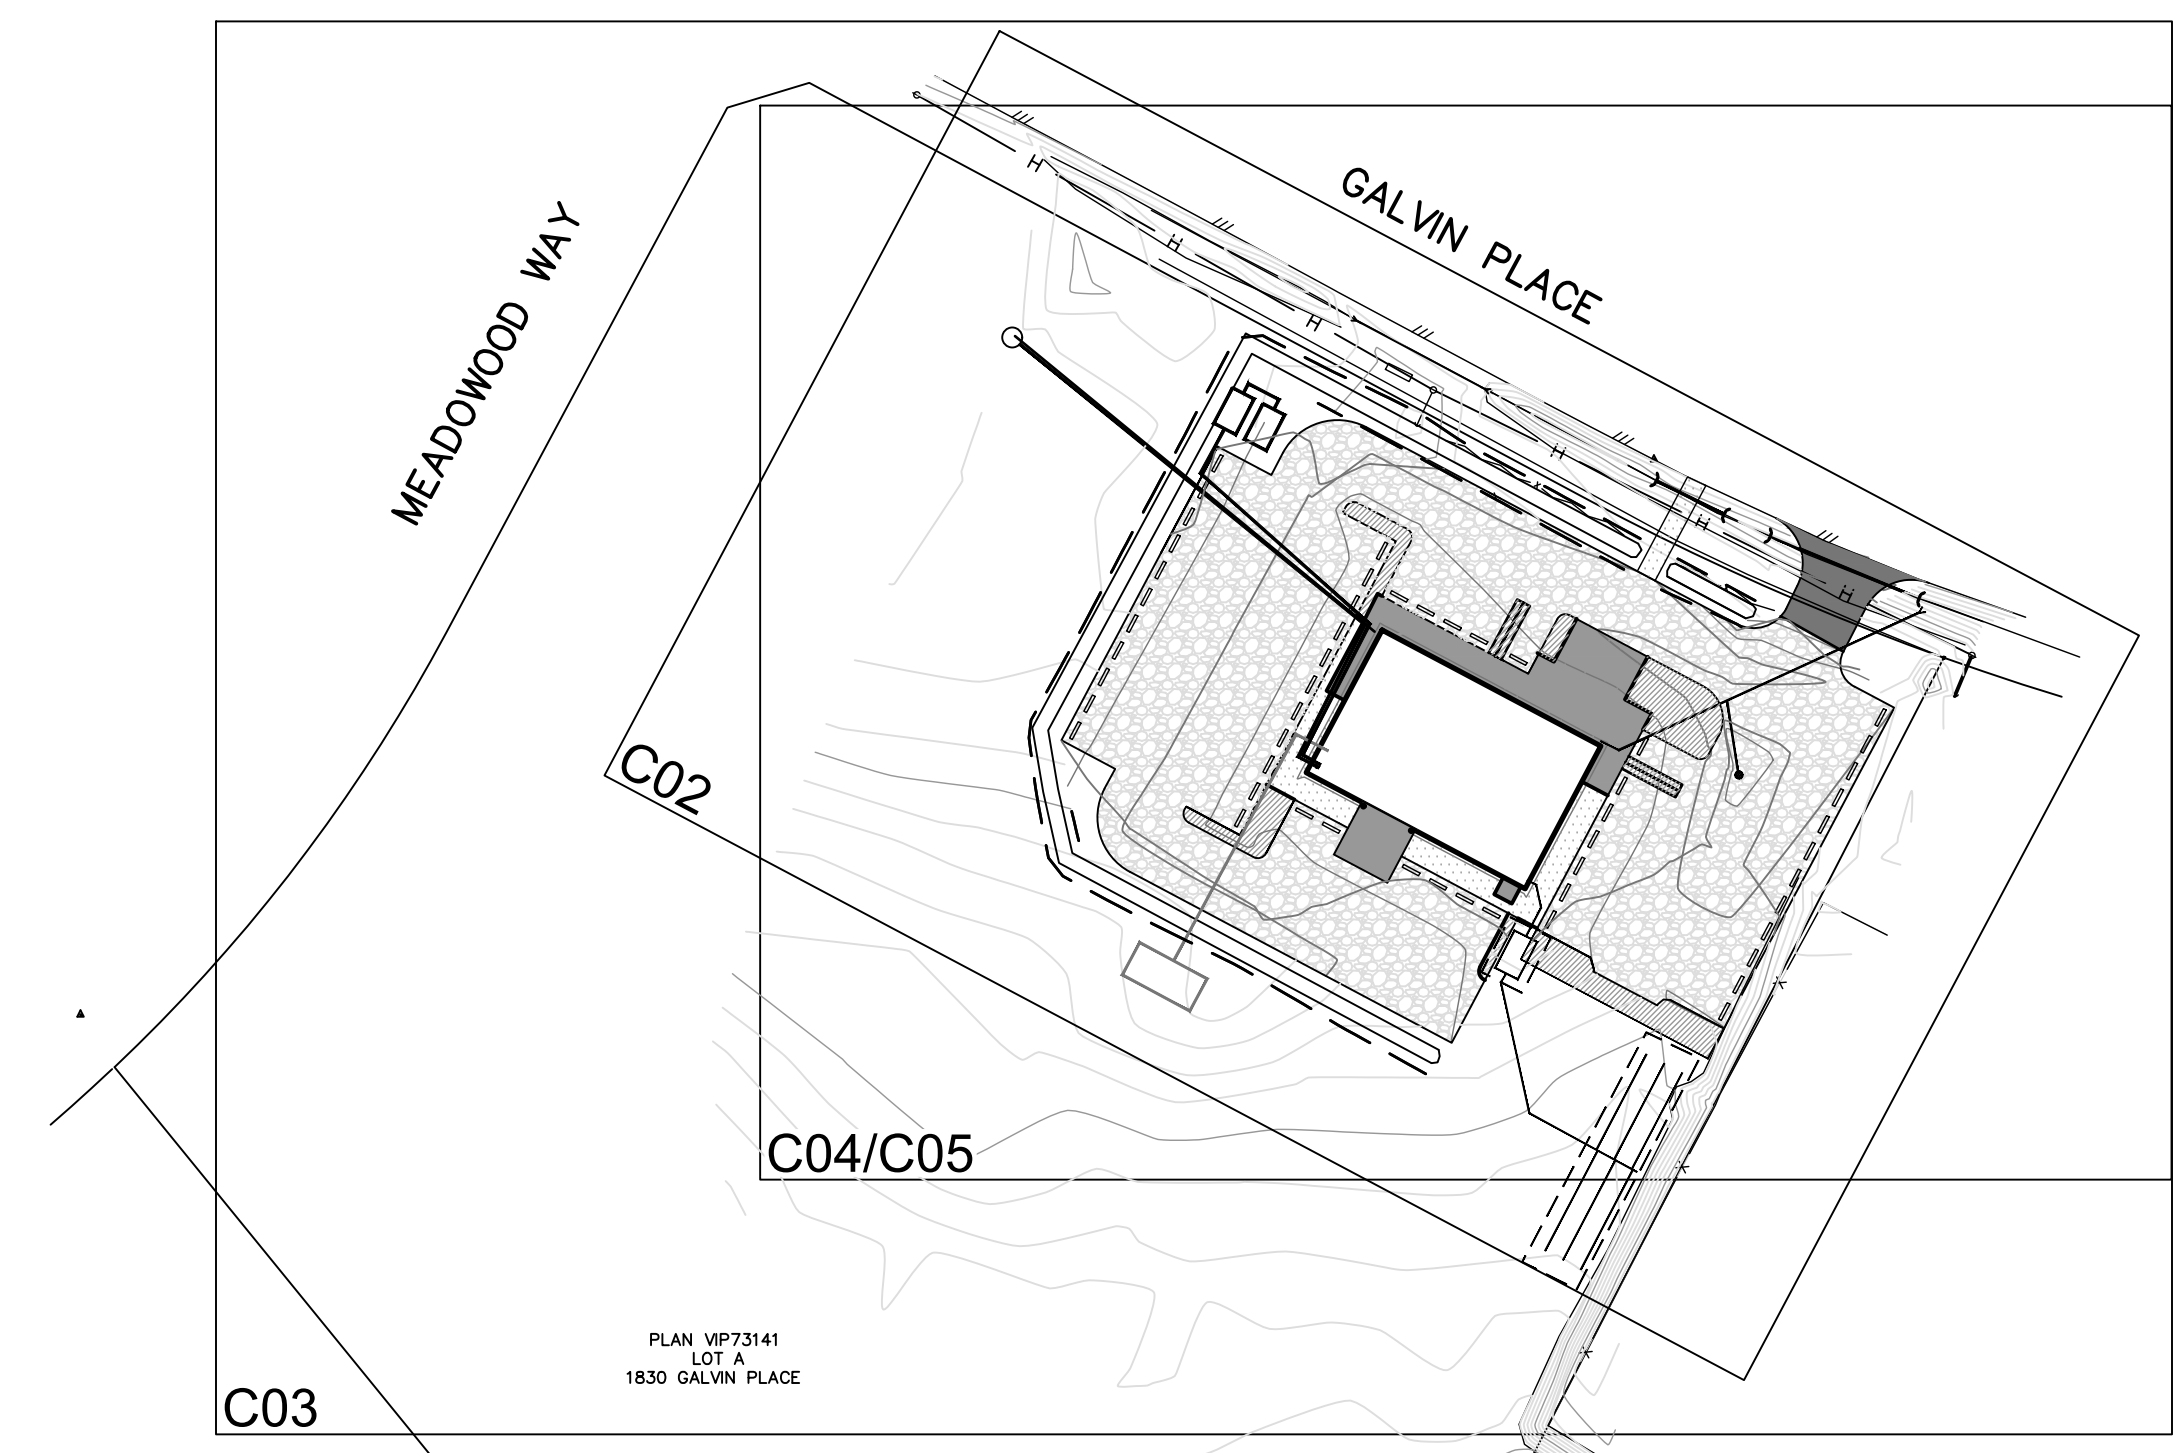 GALVIN PLACE
MEADOWOOD WAY
H
H
H
H
H
H
C02
C04/C05
PLAN VIP73141
LOT A
1830 GALVIN PLACE
C03